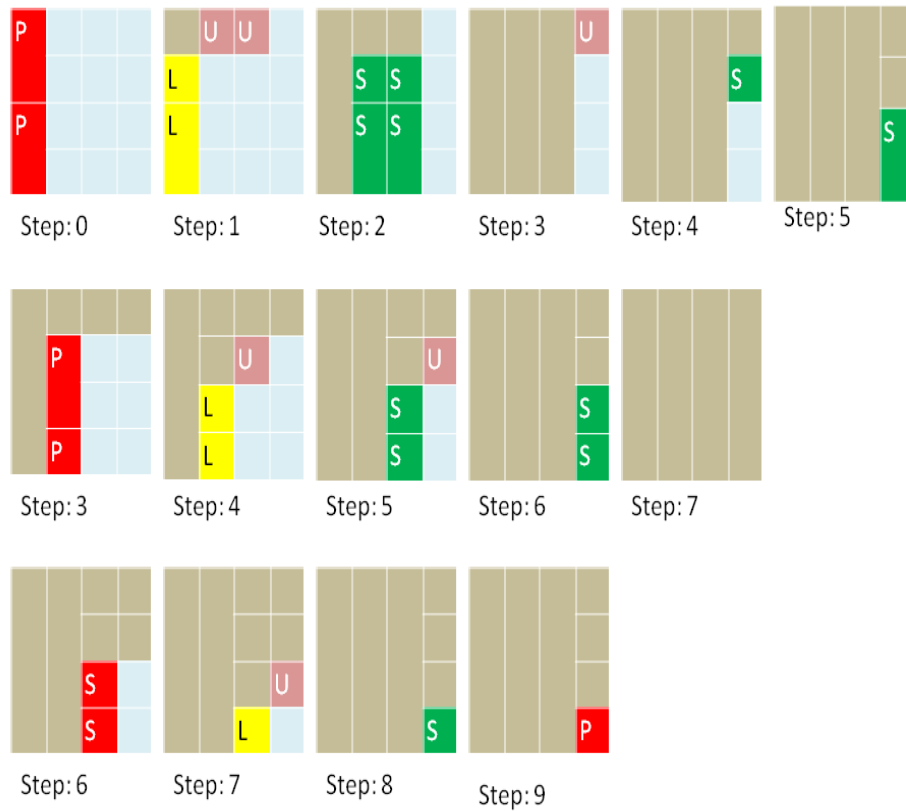 P U U U
L S S S
P L S S S
Step: 0 Step: 1 Step: 2 Step: 3 Step: 4 Step: 5
P U U
L S S
P L S S
Step: 3 Step: 4 Step: 5 Step: 6 Step: 7
S U
S L S P
Step: 6 Step: 7 Step: 8 Step: 9